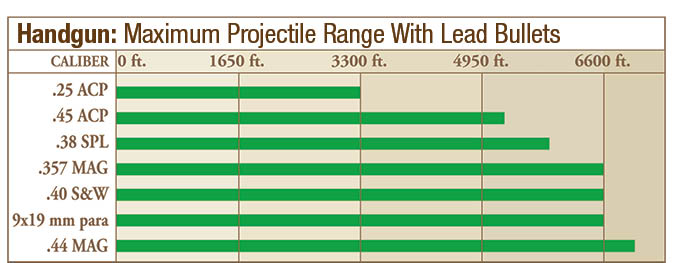 Handgun: Maximum Projectile Range With Lead Bullets
CALIBER 0 ft. 1650 ft. 3300 ft. 4950 ft. 6600 ft.
.25 ACP
.45 ACP
.38 SPL
.357 MAG
.40 S&W
9x19 mm para
.44 MAG